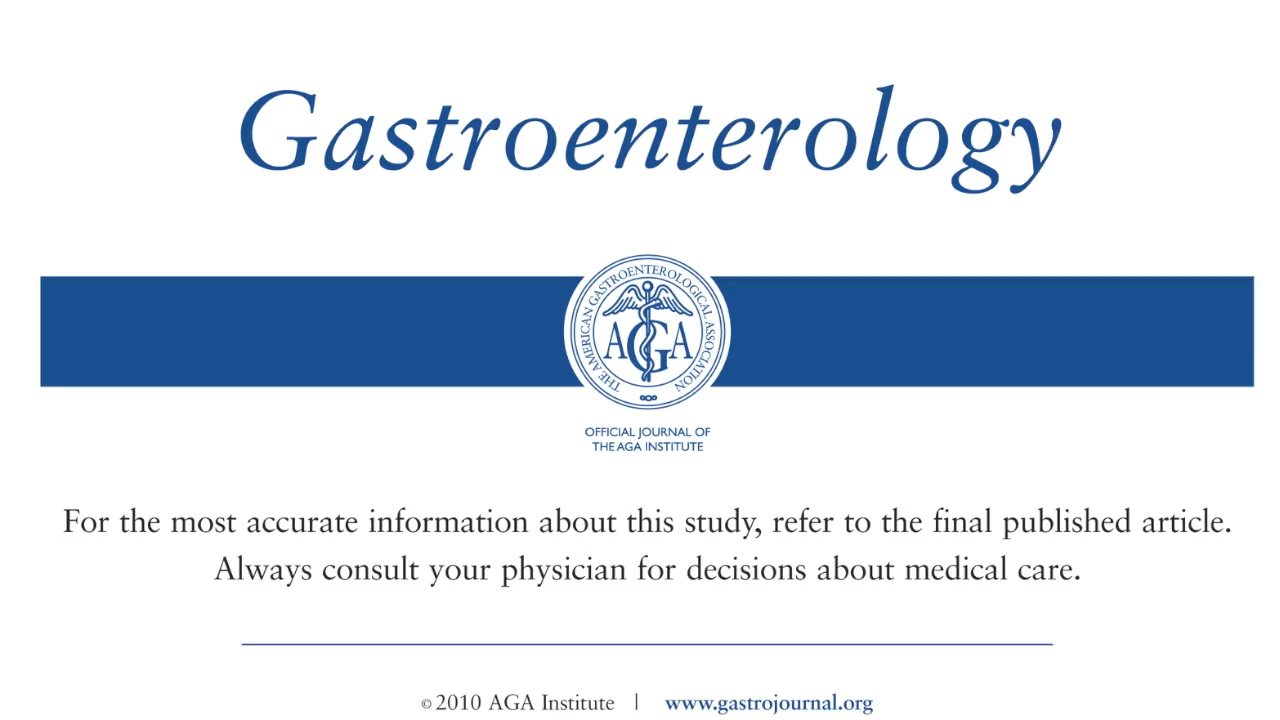 Gastroenterology
THE AMERICAN GASTROENTEROLOGICAL ASSOCIATION
AGA
OFFICIAL JOURNAL OF
THE AGA INSTITUTE
For the most accurate information about this study, refer to the final published article.
Always consult your physician for decisions about medical care.
© 2010 AGA Institute | www.gastrojournal.org